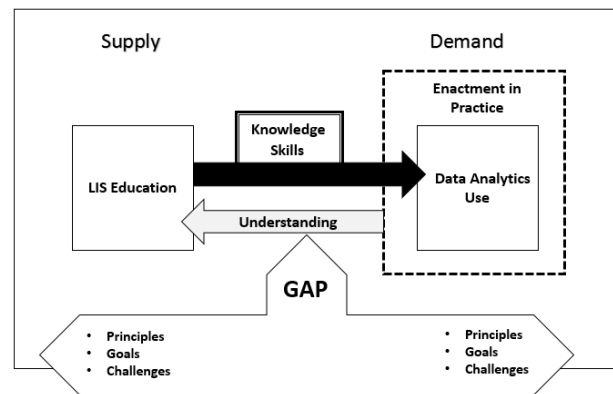 Supply
Demand
Enactment in
Practice
Knowledge
Skills
LIS Education
Data Analytics
Use
Understanding
GAP
• Principles
• Goals
• Challenges
• Principles
• Goals
• Challenges